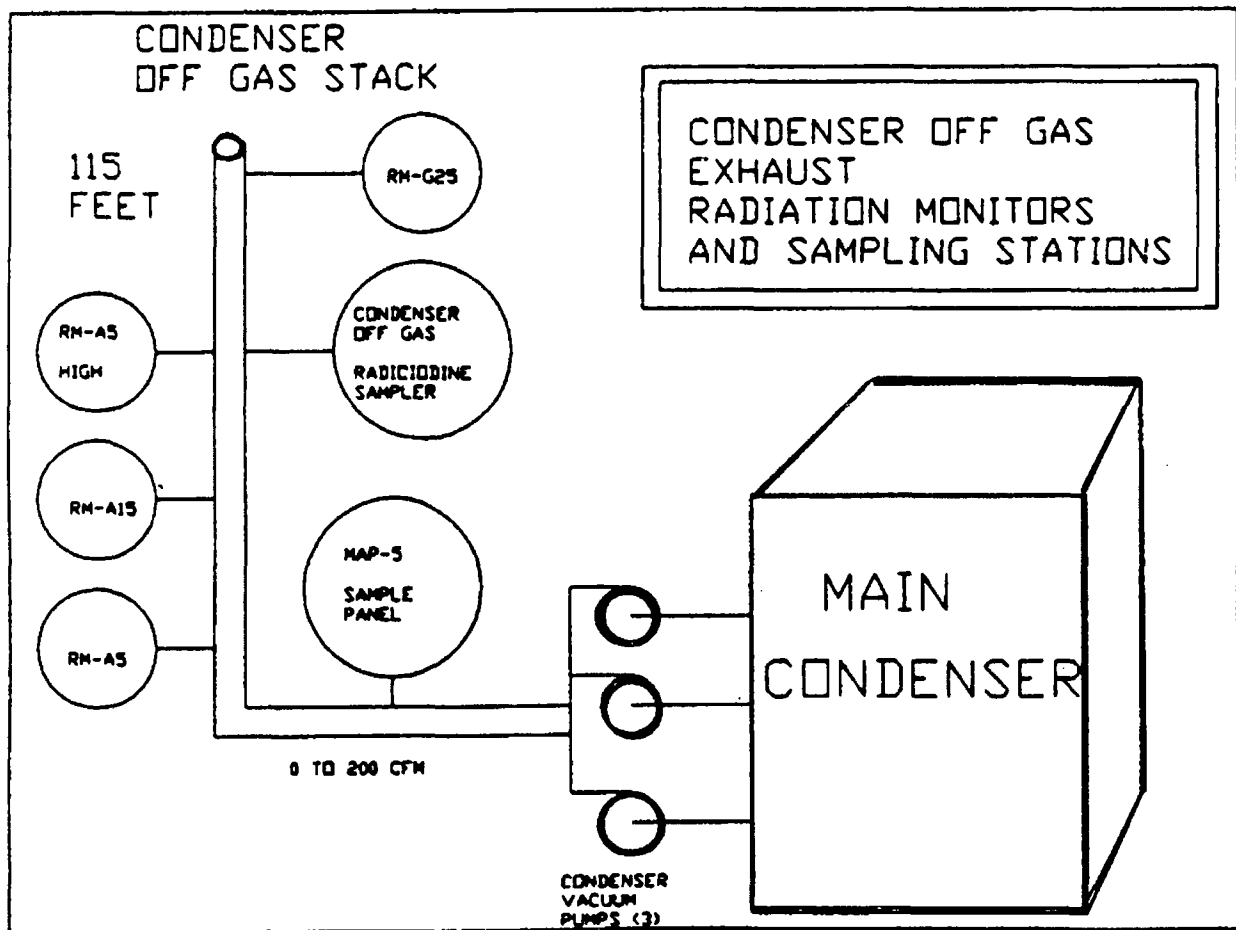 CONDENSER
OFF GAS STACK
115
FEET
RM-G25
CONDENSER OFF GAS
EXHAUST
RADIATION MONITORS
AND SAMPLING STATIONS
RM-A5
HIGH
CONDENSER
OFF GAS
RADICIODINE
SAMPLER
RM-A15
MAP-5
SAMPLE
PANEL
RM-A5
MAIN
CONDENSER
0 TO 200 CFM
CONDENSER
VACUUM
PUMPS (3)